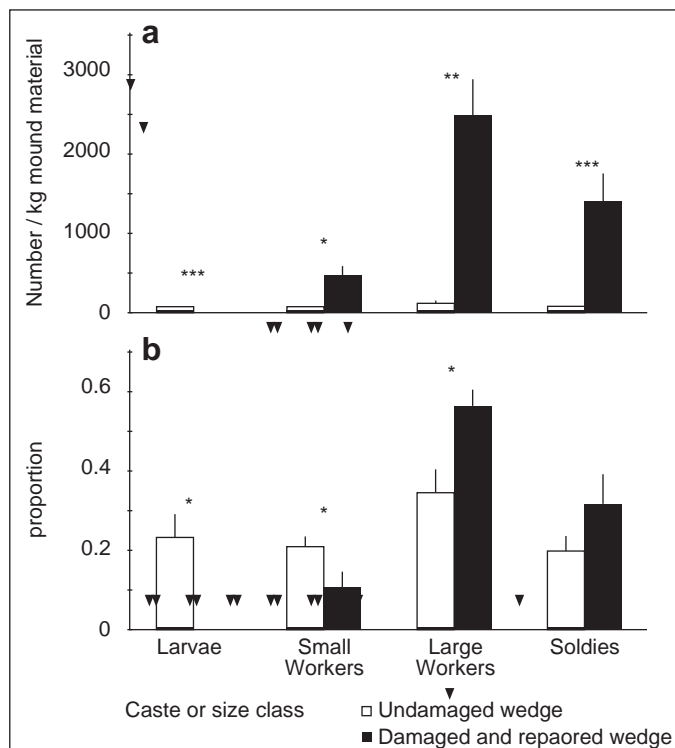 a
Number / kg mound material
3000
2000
1000
0
***
*
**
***
b
proportion
0.6
0.4
0.2
0
*
*
*
Larvae
Small Workers
Large Workers
Soldies
Caste or size class
Undamaged wedge
Damaged and repaored wedge